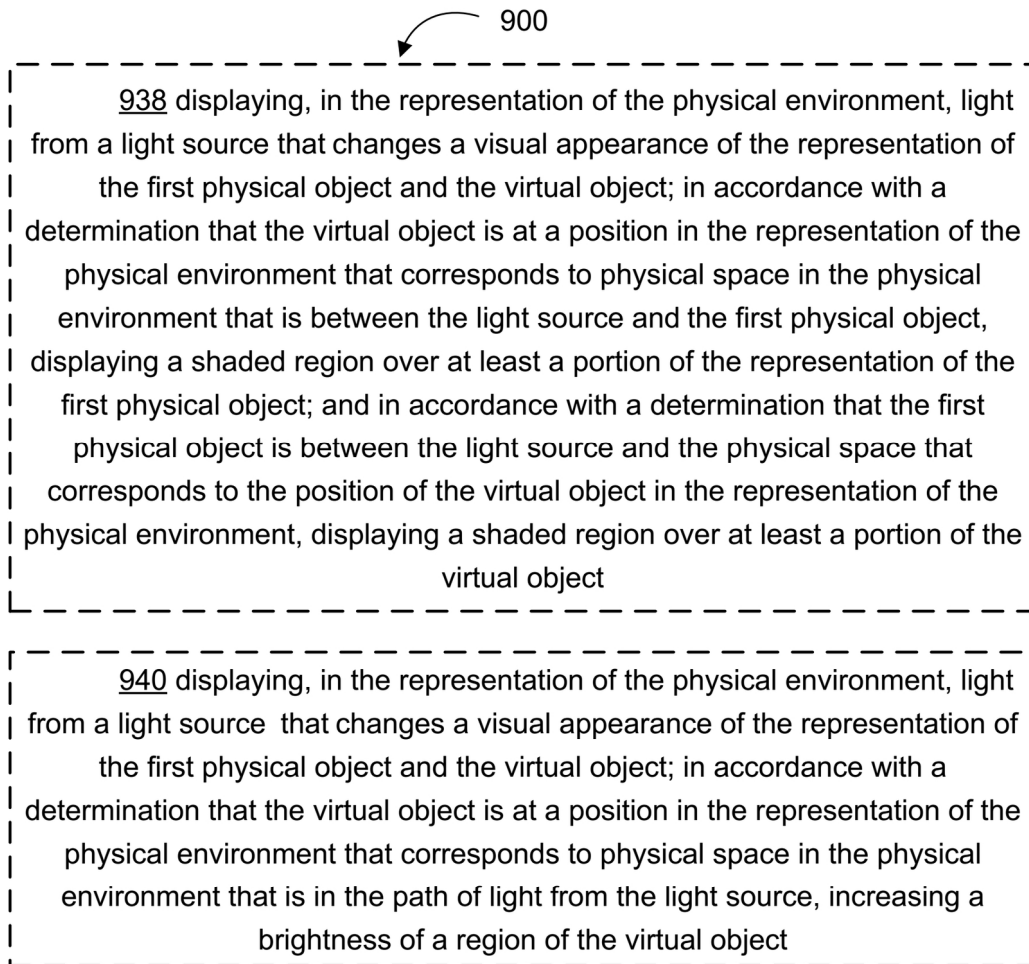 900
938 displaying, in the representation of the physical environment, light
from a light source that changes a visual appearance of the representation of
the first physical object and the virtual object; in accordance with a
determination that the virtual object is at a position in the representation of the
physical environment that corresponds to physical space in the physical
environment that is between the light source and the first physical object,
displaying a shaded region over at least a portion of the representation of the
first physical object; and in accordance with a determination that the first
physical object is between the light source and the physical space that
corresponds to the position of the virtual object in the representation of the
physical environment, displaying a shaded region over at least a portion of the
virtual object
940 displaying, in the representation of the physical environment, light
from a light source that changes a visual appearance of the representation of
the first physical object and the virtual object; in accordance with a
determination that the virtual object is at a position in the representation of the
physical environment that corresponds to physical space in the physical
environment that is in the path of light from the light source, increasing a
brightness of a region of the virtual object